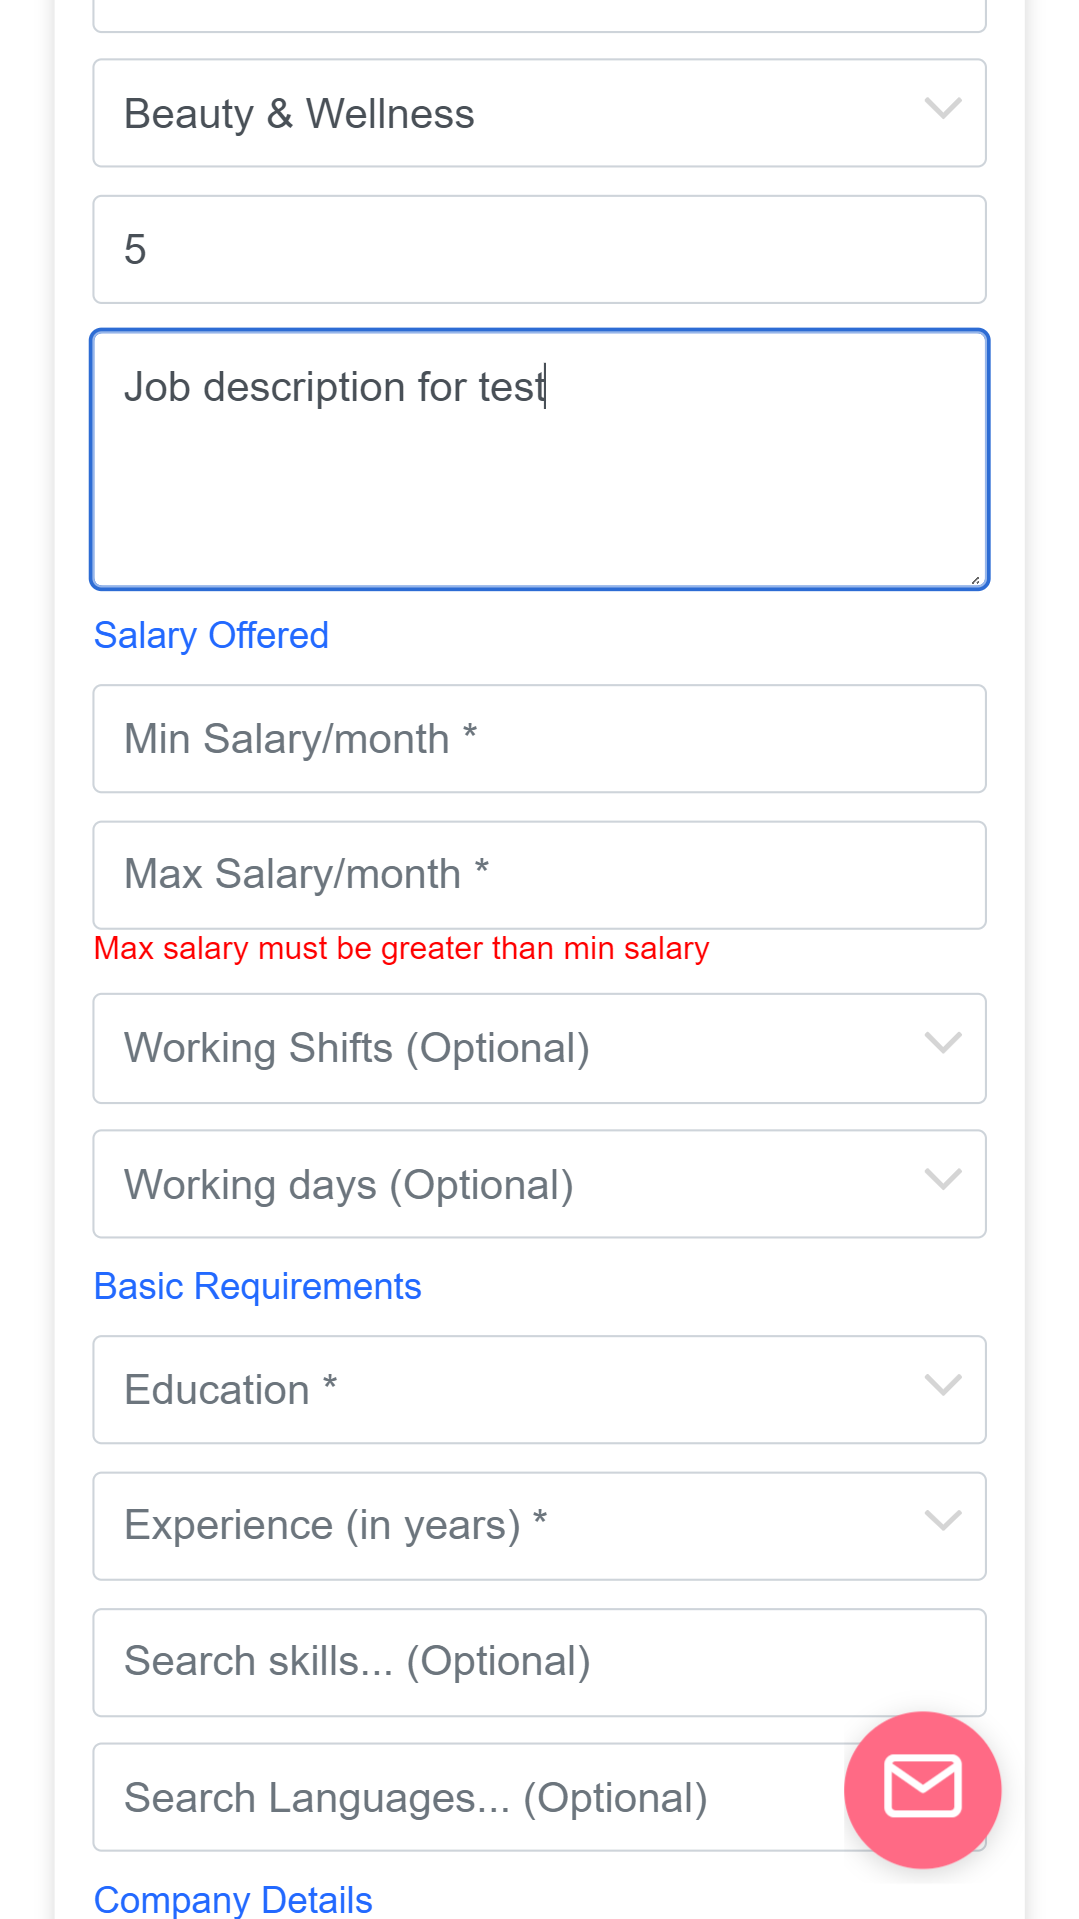 Beauty & Wellness
5
Job description for test
Salary Offered
Min Salary/month *
Max Salary/month *
Max salary must be greater than min salary
Working Shifts (Optional)
Working days (Optional)
Basic Requirements
Education *
Experience (in years) *
Search skills... (Optional)
Search Languages... (Optional)
Company Details